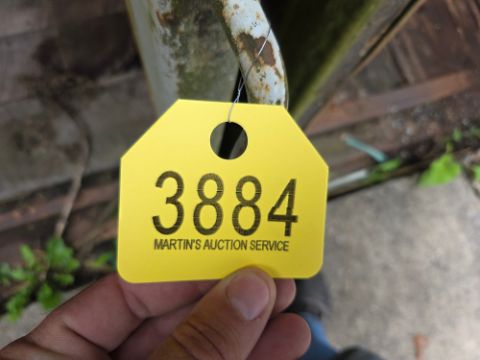 3884
MARTIN'S AUCTION SERVICE